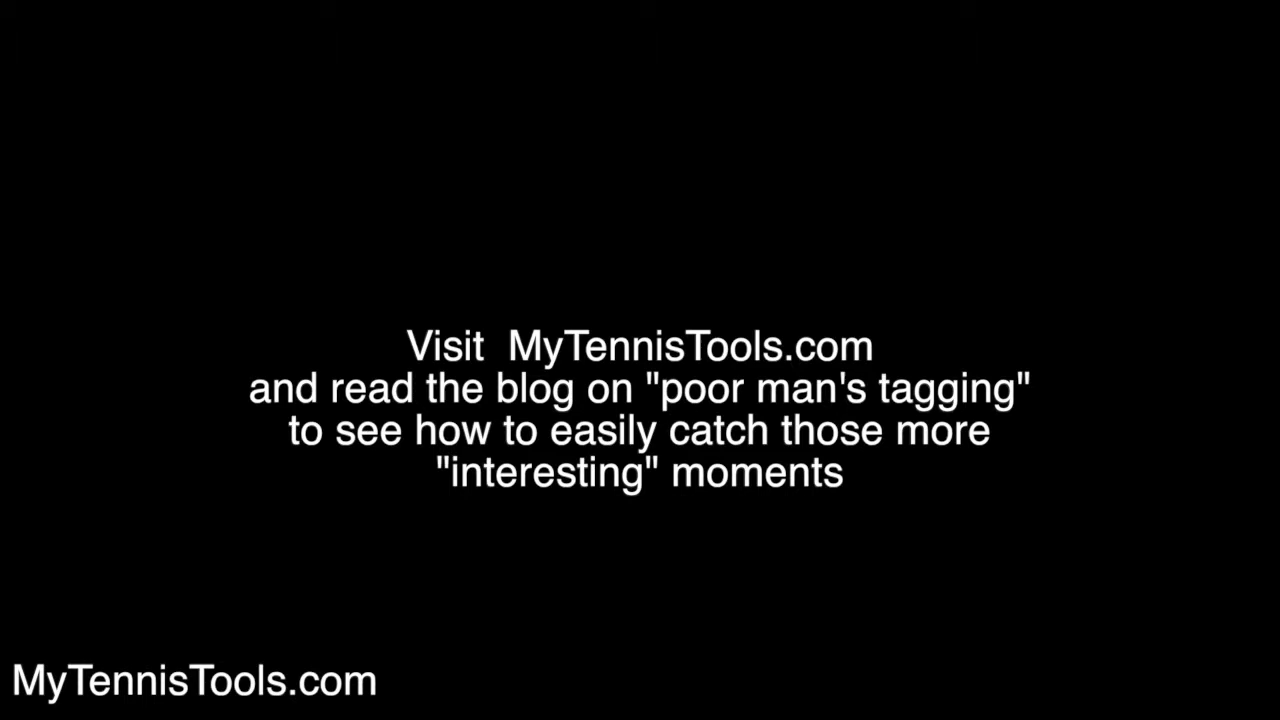 Visit  MyTennisTools.com
and read the blog on "poor man's tagging"
to see how to easily catch those more
"interesting" moments
MyTennisTools.com